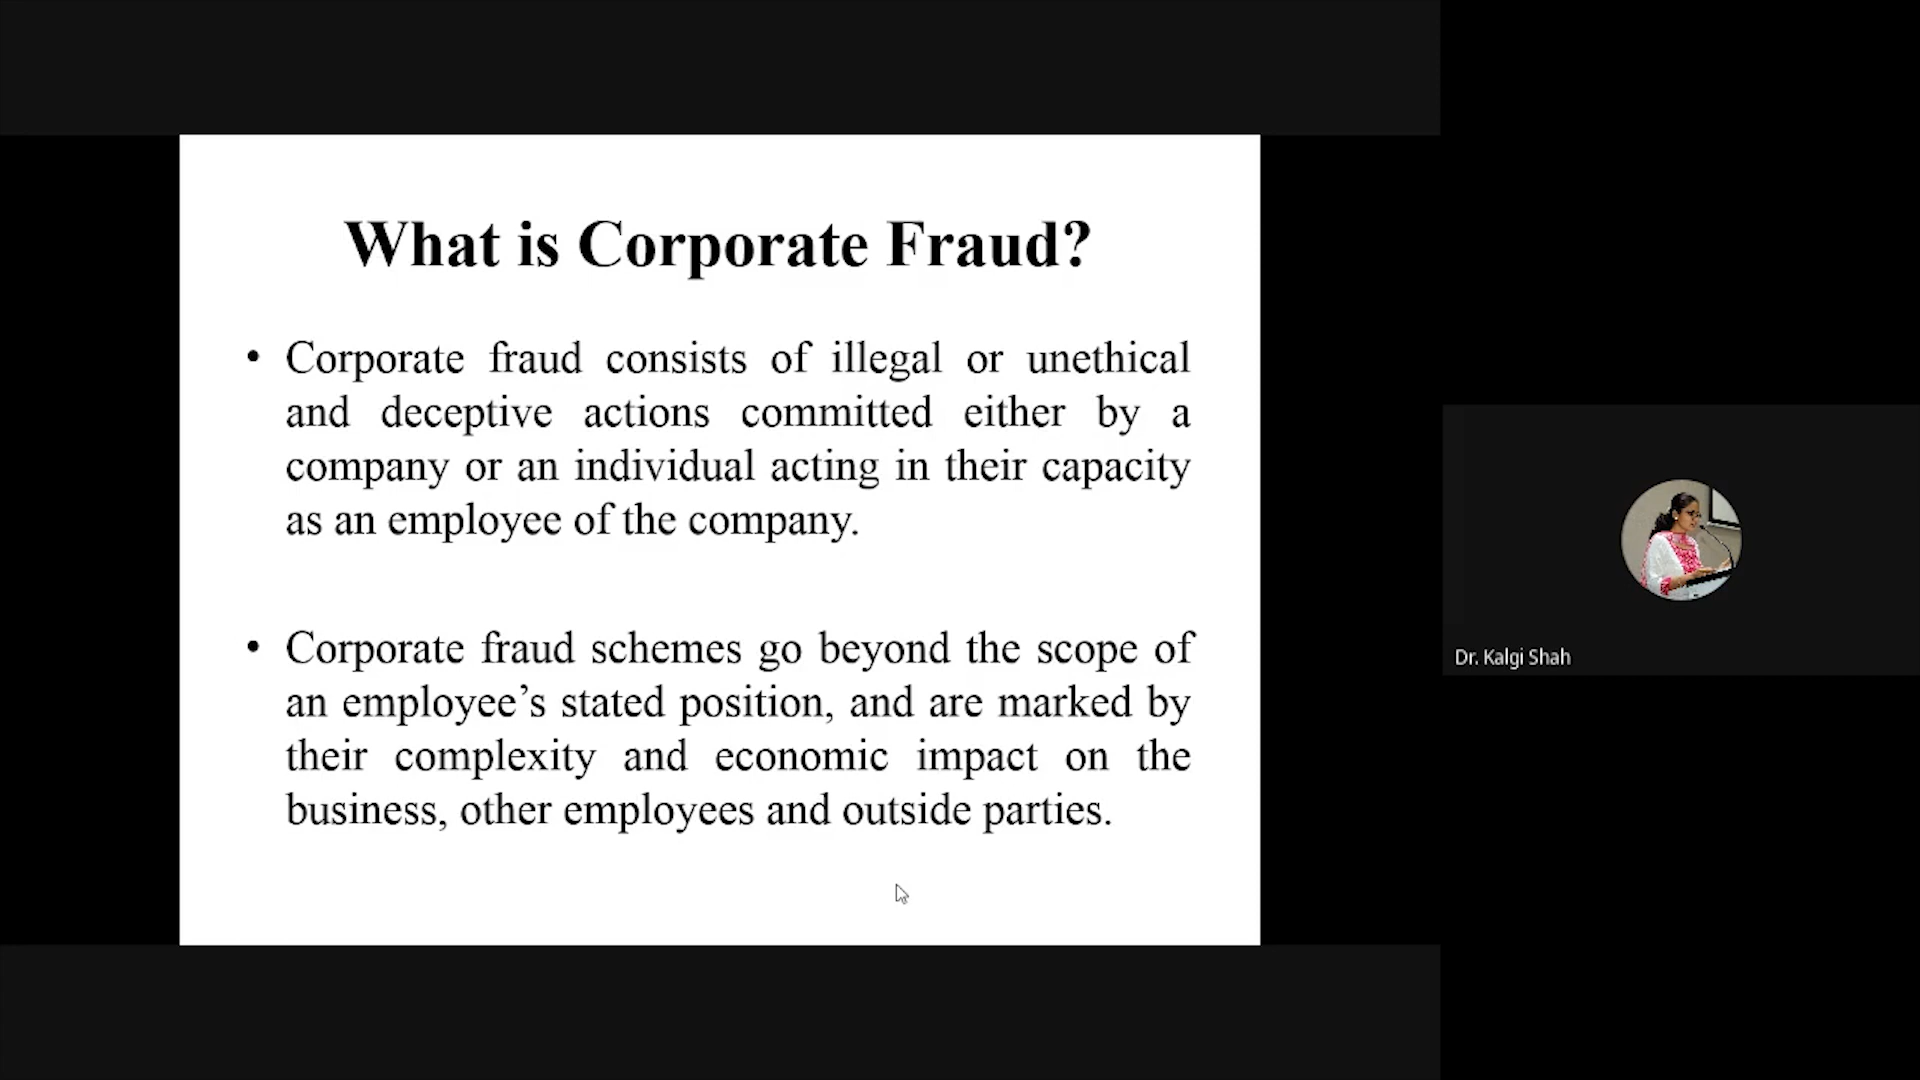 What is Corporate Fraud?
• Corporate fraud consists of illegal or unethical
and deceptive actions committed either by a
company or an individual acting in their capacity
as an employee of the company.
• Corporate fraud schemes go beyond the scope of
an employee’s stated position, and are marked by
their complexity and economic impact on the
business, other employees and outside parties.
Dr. Kalgi Shah